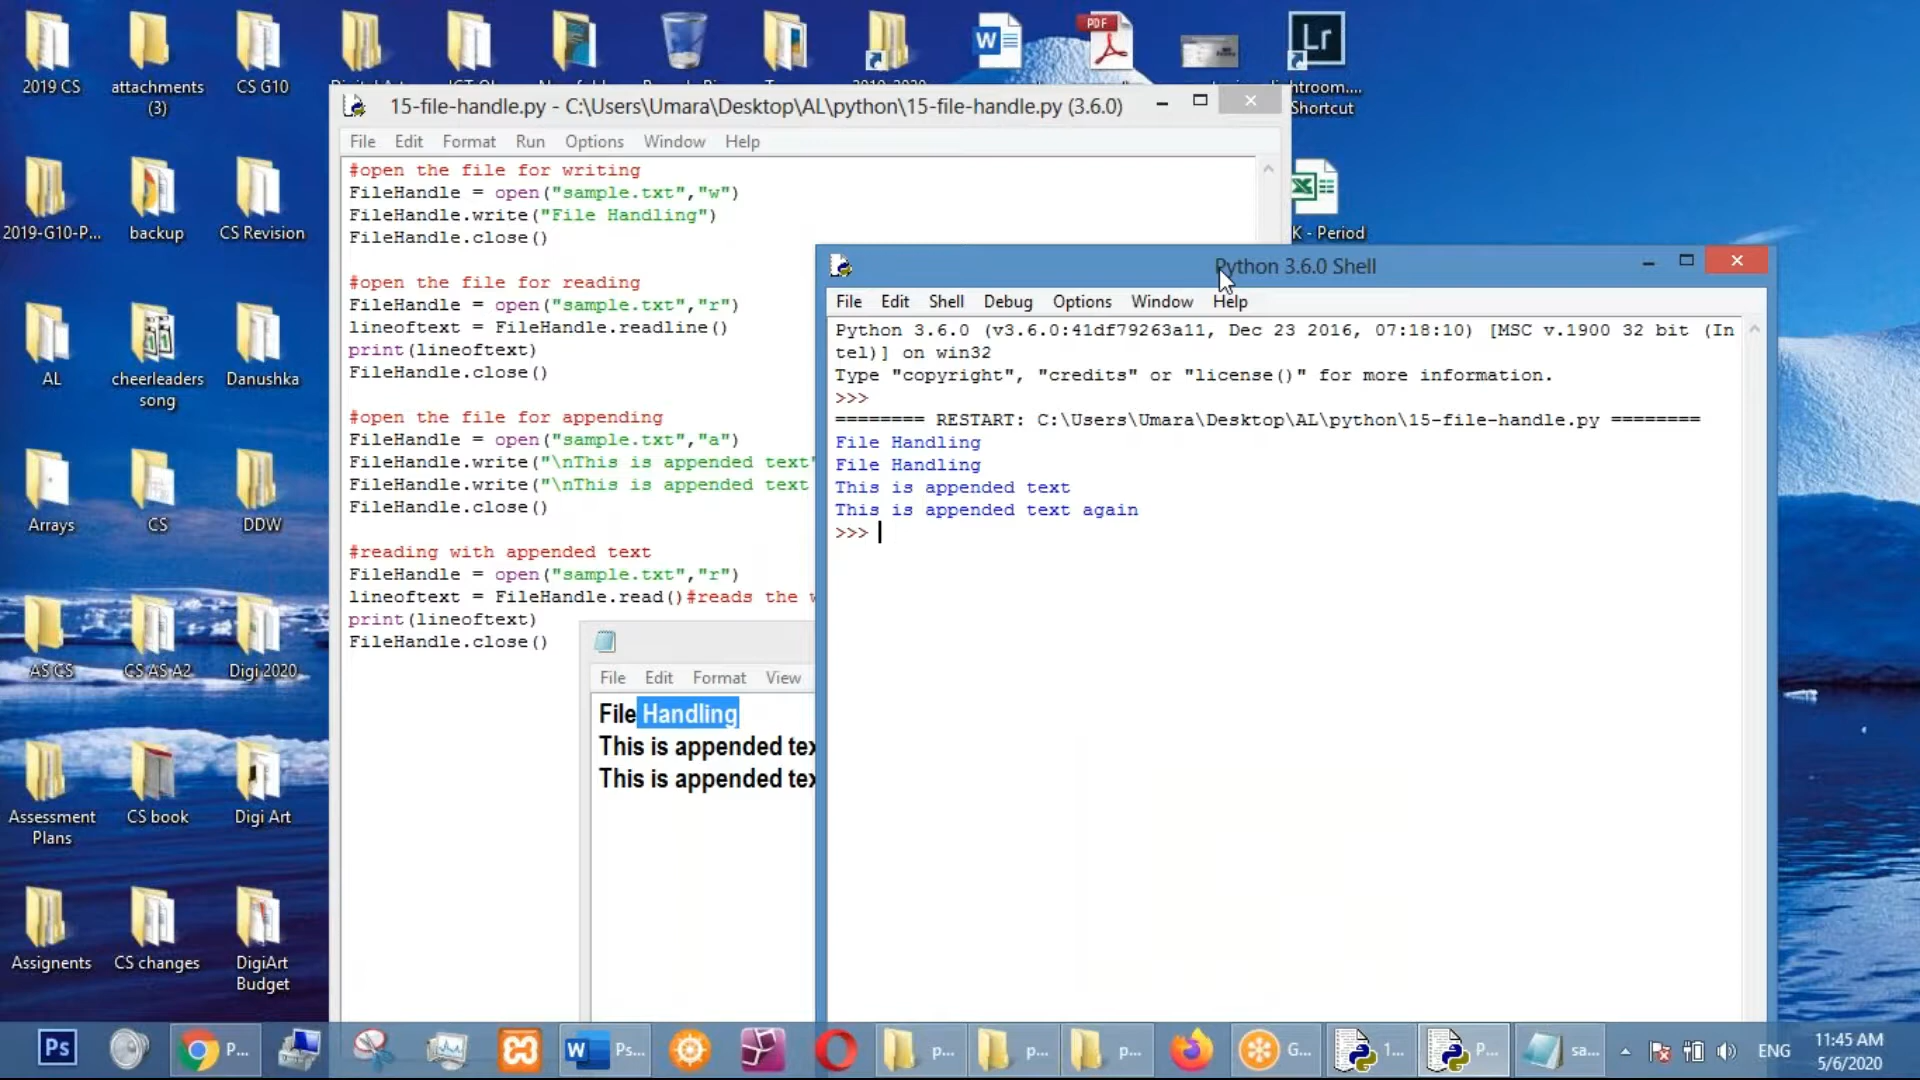 2019 CS
attachments
(3)
CS G10
2019-G10-P...
backup
CS Revision
AL
cheerleaders
song
Danushka
Arrays
CS
DDW
AS CS
CS AS A2
Digi 2020
Assessment
Plans
CS book
Digi Art
Assignents
CS changes
DigiArt
Budget
PDF
Lr
htroom....
Shortcut
K - Period
15-file-handle.py - C:\Users\Umara\Desktop\AL\python\15-file-handle.py (3.6.0)
File Edit Format Run Options Window Help
#open the file for writing
FileHandle = open("sample.txt","w")
FileHandle.write("File Handling")
FileHandle.close()
#open the file for reading
FileHandle = open("sample.txt","r")
lineoftext = FileHandle.readline()
print(lineoftext)
FileHandle.close()
#open the file for appending
FileHandle = open("sample.txt","a")
FileHandle.write("\nThis is appended text"
FileHandle.write("\nThis is appended text
FileHandle.close()
#reading with appended text
FileHandle = open("sample.txt","r")
lineoftext = FileHandle.read()#reads the w
print(lineoftext)
FileHandle.close()
File Edit Format View
File Handling
This is appended tex
This is appended tex
Python 3.6.0 Shell
File Edit Shell Debug Options Window Help
Python 3.6.0 (v3.6.0:41df79263a11, Dec 23 2016, 07:18:10) [MSC v.1900 32 bit (In
tel)] on win32
Type "copyright", "credits" or "license()" for more information.
>>>
======== RESTART: C:\Users\Umara\Desktop\AL\python\15-file-handle.py ========
File Handling
File Handling
This is appended text
This is appended text again
>>>
Ps
P...
W
Ps...
p...
p...
p...
G...
1...
P...
sa...
ENG
11:45 AM
5/6/2020